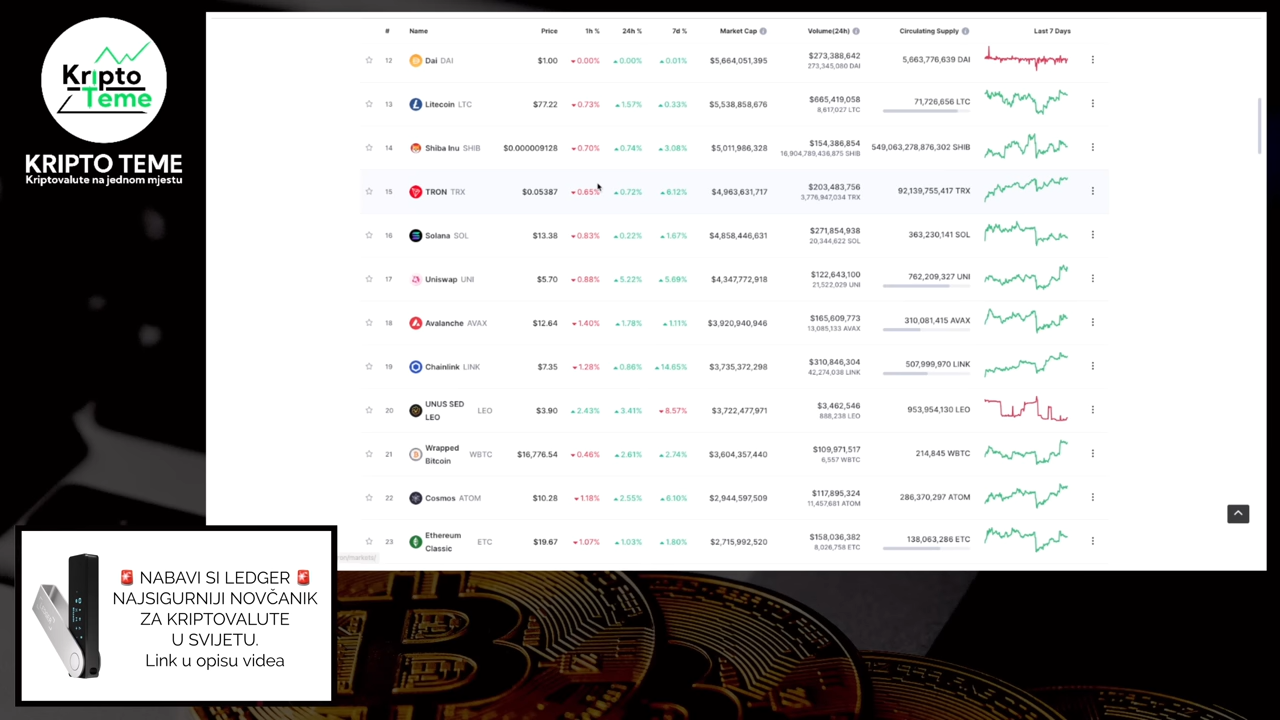 Kripto
Teme
KRIPTO TEME
Kriptovalute na jednom mjestu
# Name Price 1h % 24h % 7d % Market Cap Volume(24h) Circulating Supply Last 7 Days
12 Dai DAI $1.00 0.00% 0.00% 0.01% $5,664,051,395 $273,388,642 5,663,776,639 DAI
273,345,080 DAI
13 Litecoin LTC $77.22 0.73% 1.57% 0.33% $5,538,858,676 $665,419,058 71,726,656 LTC
8,617,027 LTC
14 Shiba Inu SHIB $0.000009128 0.70% 0.74% 3.08% $5,011,986,328 $154,386,854 549,063,278,876,302 SHIB
16,904,789,436,875 SHIB
15 TRON TRX $0.05387 0.65% 0.72% 6.12% $4,963,631,717 $203,483,756 92,139,755,417 TRX
3,776,947,034 TRX
16 Solana SOL $13.38 0.83% 0.22% 1.67% $4,858,446,631 $271,854,938 363,230,141 SOL
20,344,622 SOL
17 Uniswap UNI $5.70 0.88% 5.22% 5.69% $4,347,772,918 $122,643,100 762,209,327 UNI
21,522,029 UNI
18 Avalanche AVAX $12.64 1.40% 1.78% 1.11% $3,920,940,946 $165,609,773 310,081,415 AVAX
13,085,133 AVAX
19 Chainlink LINK $7.35 1.28% 0.86% 14.65% $3,735,372,298 $310,846,304 507,999,970 LINK
42,274,038 LINK
20 UNUS SED LEO LEO $3.90 2.43% 3.41% 8.57% $3,722,477,971 $3,462,546 953,954,130 LEO
888,238 LEO
21 Wrapped Bitcoin WBTC $16,776.54 0.46% 2.61% 2.74% $3,604,357,440 $109,971,517 214,845 WBTC
6,557 WBTC
22 Cosmos ATOM $10.28 1.18% 2.55% 6.10% $2,944,597,509 $117,895,324 286,370,297 ATOM
11,457,681 ATOM
23 Ethereum Classic ETC $19.67 1.07% 1.03% 1.80% $2,715,992,520 $158,036,382 138,063,286 ETC
8,026,758 ETC
🚨 NABAVI SI LEDGER 🚨
NAJSIGURNIJI NOVČANIK
ZA KRIPTOVALUTE
U SVIJETU.
Link u opisu videa